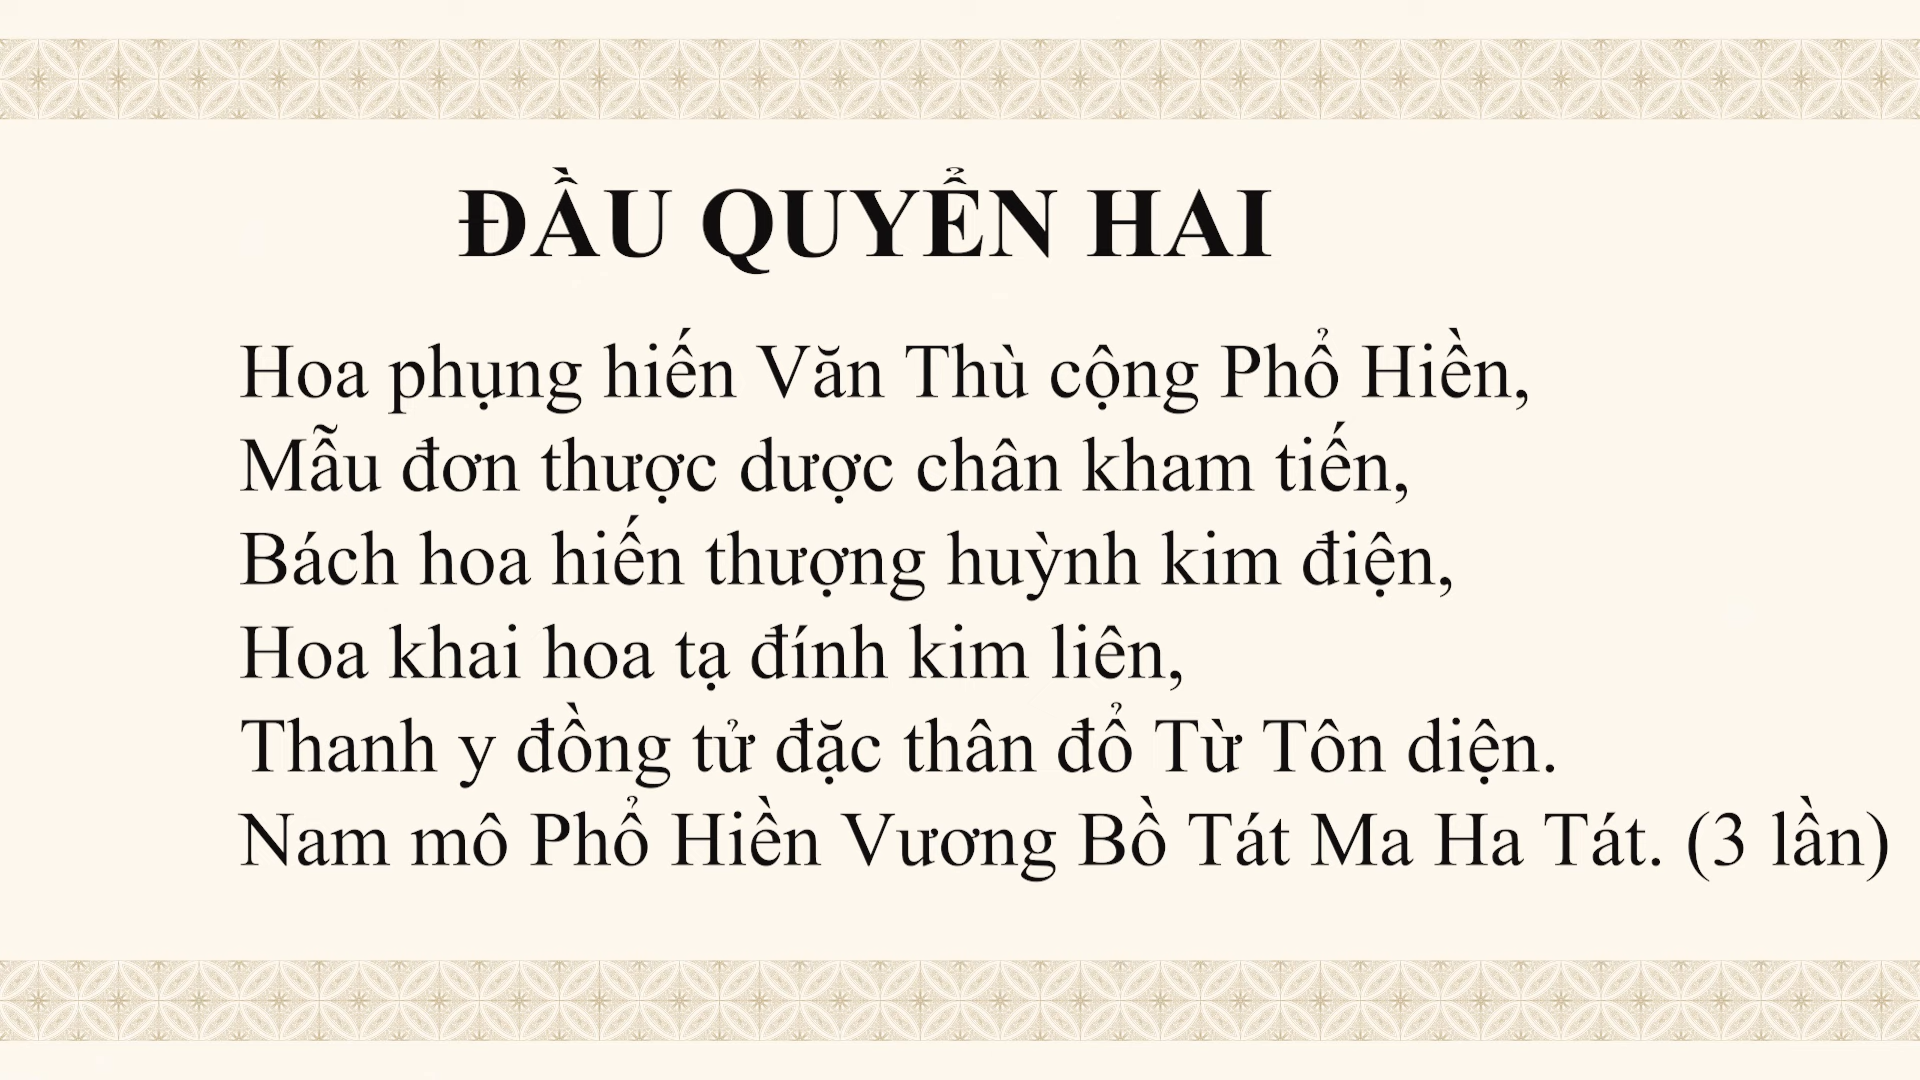 ĐẦU QUYỂN HAI
Hoa phụng hiến Văn Thù cộng Phổ Hiền,
Mẫu đơn thược dược chân kham tiến,
Bách hoa hiến thượng huỳnh kim điện,
Hoa khai hoa tạ đính kim liên,
Thanh y đồng tử đặc thân đổ Từ Tôn diện.
Nam mô Phổ Hiền Vương Bồ Tát Ma Ha Tát. (3 lần)